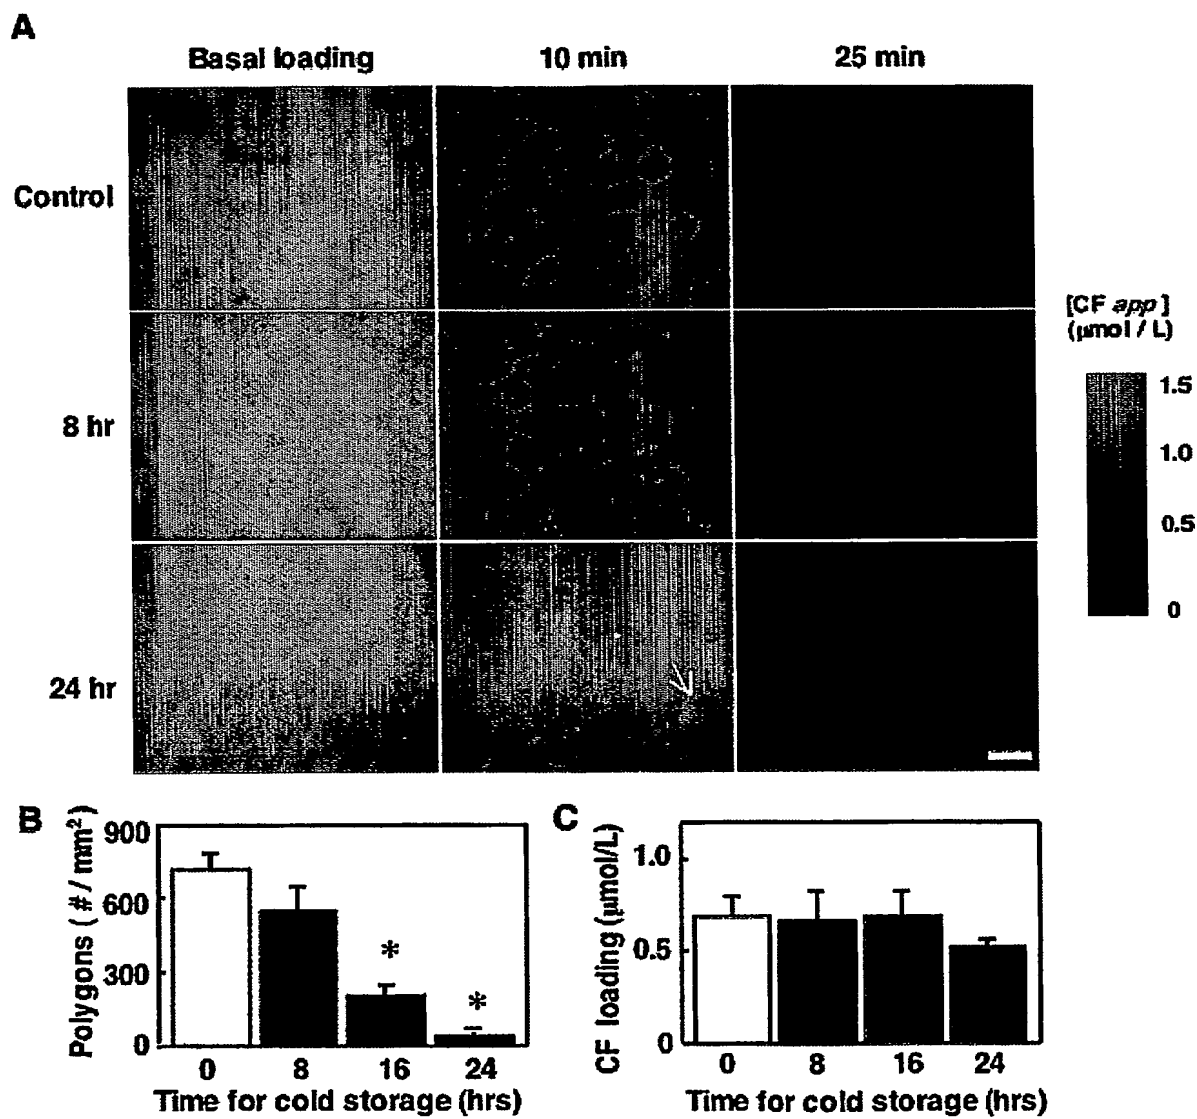 A
Basal loading 10 min 25 min
Control
8 hr
24 hr
[CF app]
(µmol / L)
1.5
1.0
0.5
0
B
Polygons ( # / mm²)
900
600
300
0
* *
0 8 16 24
Time for cold storage (hrs)
C
CF loading (µmol/L)
1.0
0.5
0
0 8 16 24
Time for cold storage (hrs)